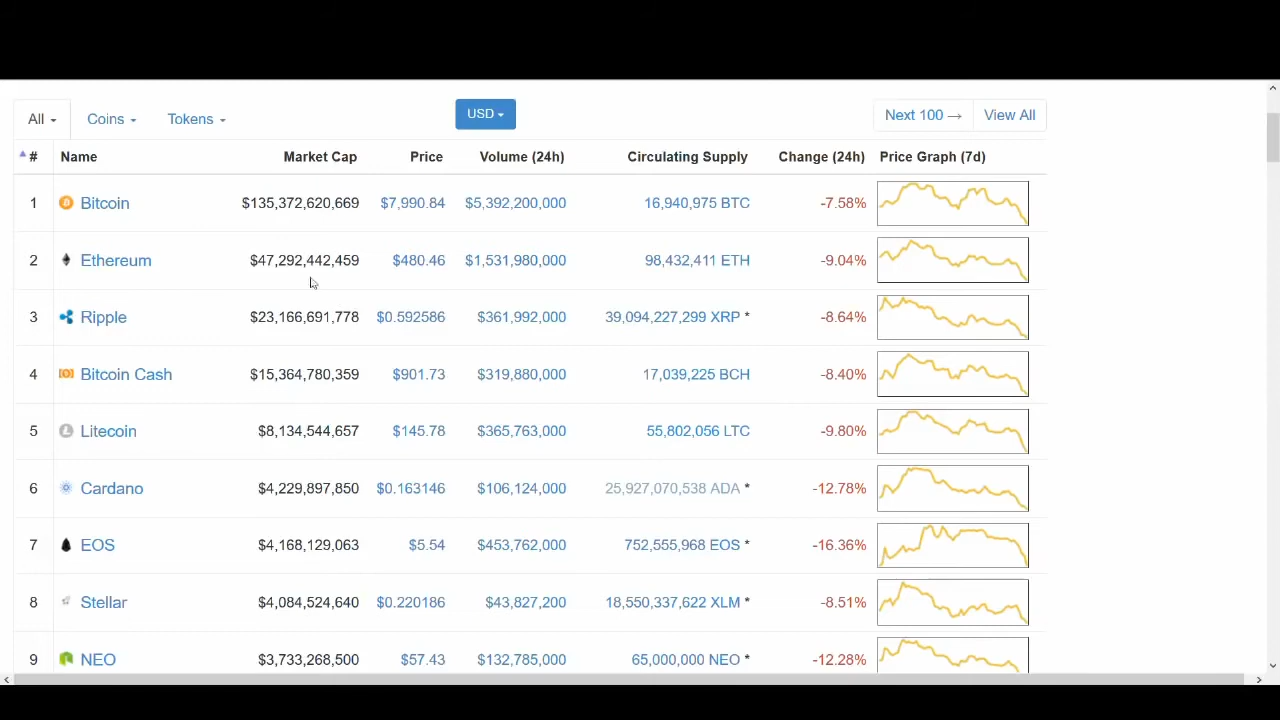 All Coins Tokens USD Next 100 → View All
# Name Market Cap Price Volume (24h) Circulating Supply Change (24h) Price Graph (7d)
1 Bitcoin $135,372,620,669 $7,990.84 $5,392,200,000 16,940,975 BTC -7.58%
2 Ethereum $47,292,442,459 $480.46 $1,531,980,000 98,432,411 ETH -9.04%
3 Ripple $23,166,691,778 $0.592586 $361,992,000 39,094,227,299 XRP * -8.64%
4 Bitcoin Cash $15,364,780,359 $901.73 $319,880,000 17,039,225 BCH -8.40%
5 Litecoin $8,134,544,657 $145.78 $365,763,000 55,802,056 LTC -9.80%
6 Cardano $4,229,897,850 $0.163146 $106,124,000 25,927,070,538 ADA * -12.78%
7 EOS $4,168,129,063 $5.54 $453,762,000 752,555,968 EOS * -16.36%
8 Stellar $4,084,524,640 $0.220186 $43,827,200 18,550,337,622 XLM * -8.51%
9 NEO $3,733,268,500 $57.43 $132,785,000 65,000,000 NEO * -12.28%